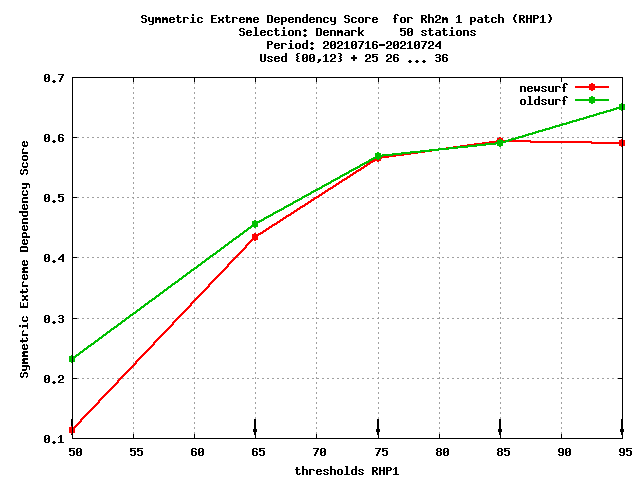 Symmetric Extreme Dependency Score  for Rh2m 1 patch (RHP1)
Selection: Denmark     50 stations
Period: 20210716-20210724
Used {00,12} + 25 26 ... 36
newsurf
oldsurf
Symmetric Extreme Dependency Score
0.7
0.6
0.5
0.4
0.3
0.2
0.1
50 55 60 65 70 75 80 85 90 95
thresholds RHP1